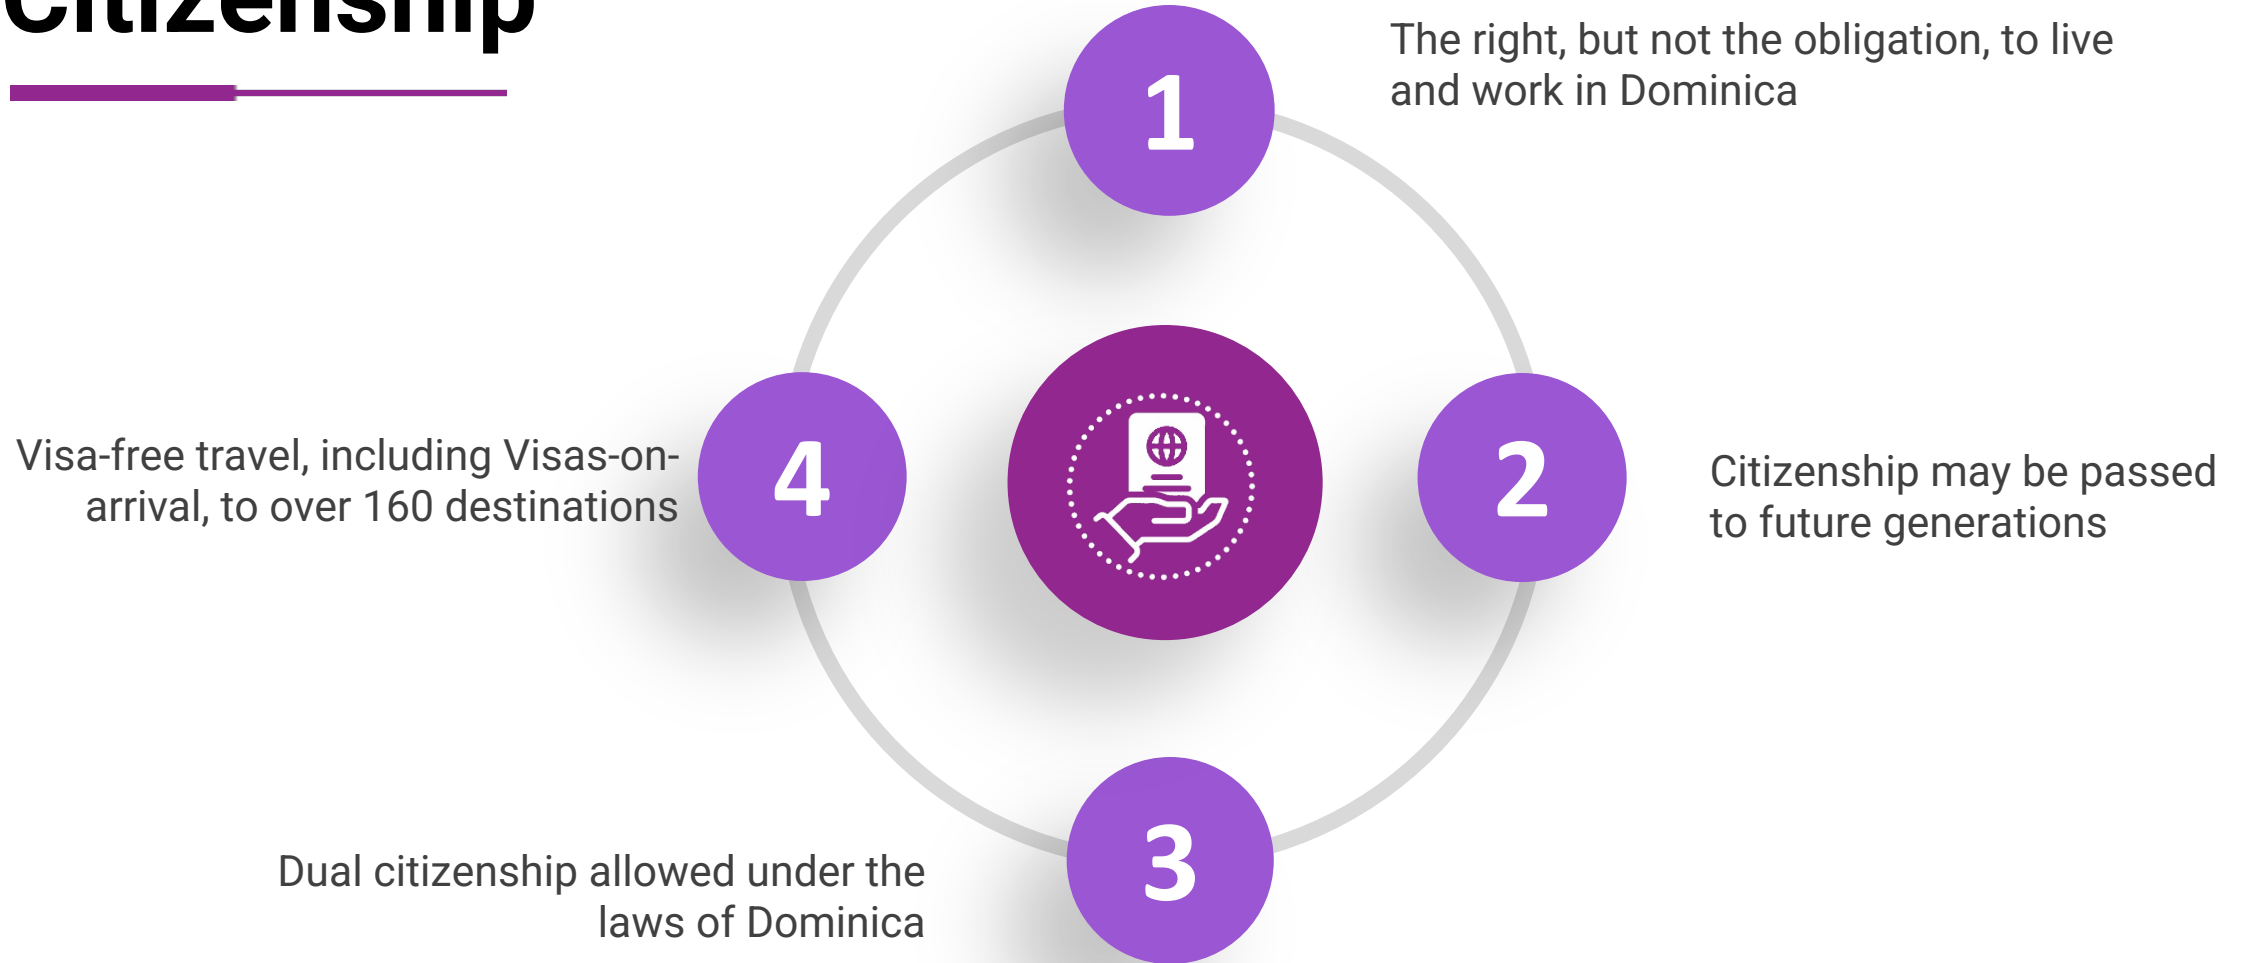 Citizenship
1
The right, but not the obligation, to live
and work in Dominica
2
Citizenship may be passed
to future generations
3
Dual citizenship allowed under the
laws of Dominica
4
Visa-free travel, including Visas-on-
arrival, to over 160 destinations